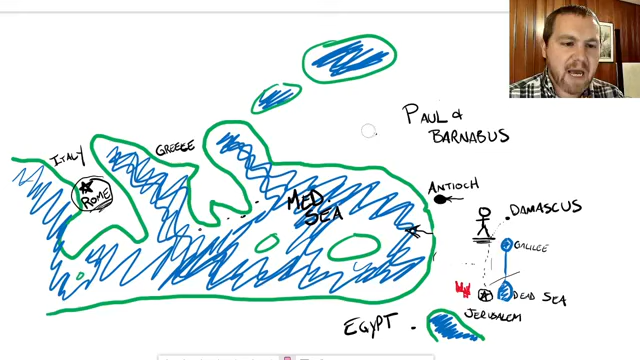 PAUL &
BARNABUS
ITALY
GREECE
ROME
ANTIOCH
MED.
SEA
DAMASCUS
GALILEE
DEAD SEA
JERUSALEM
EGYPT